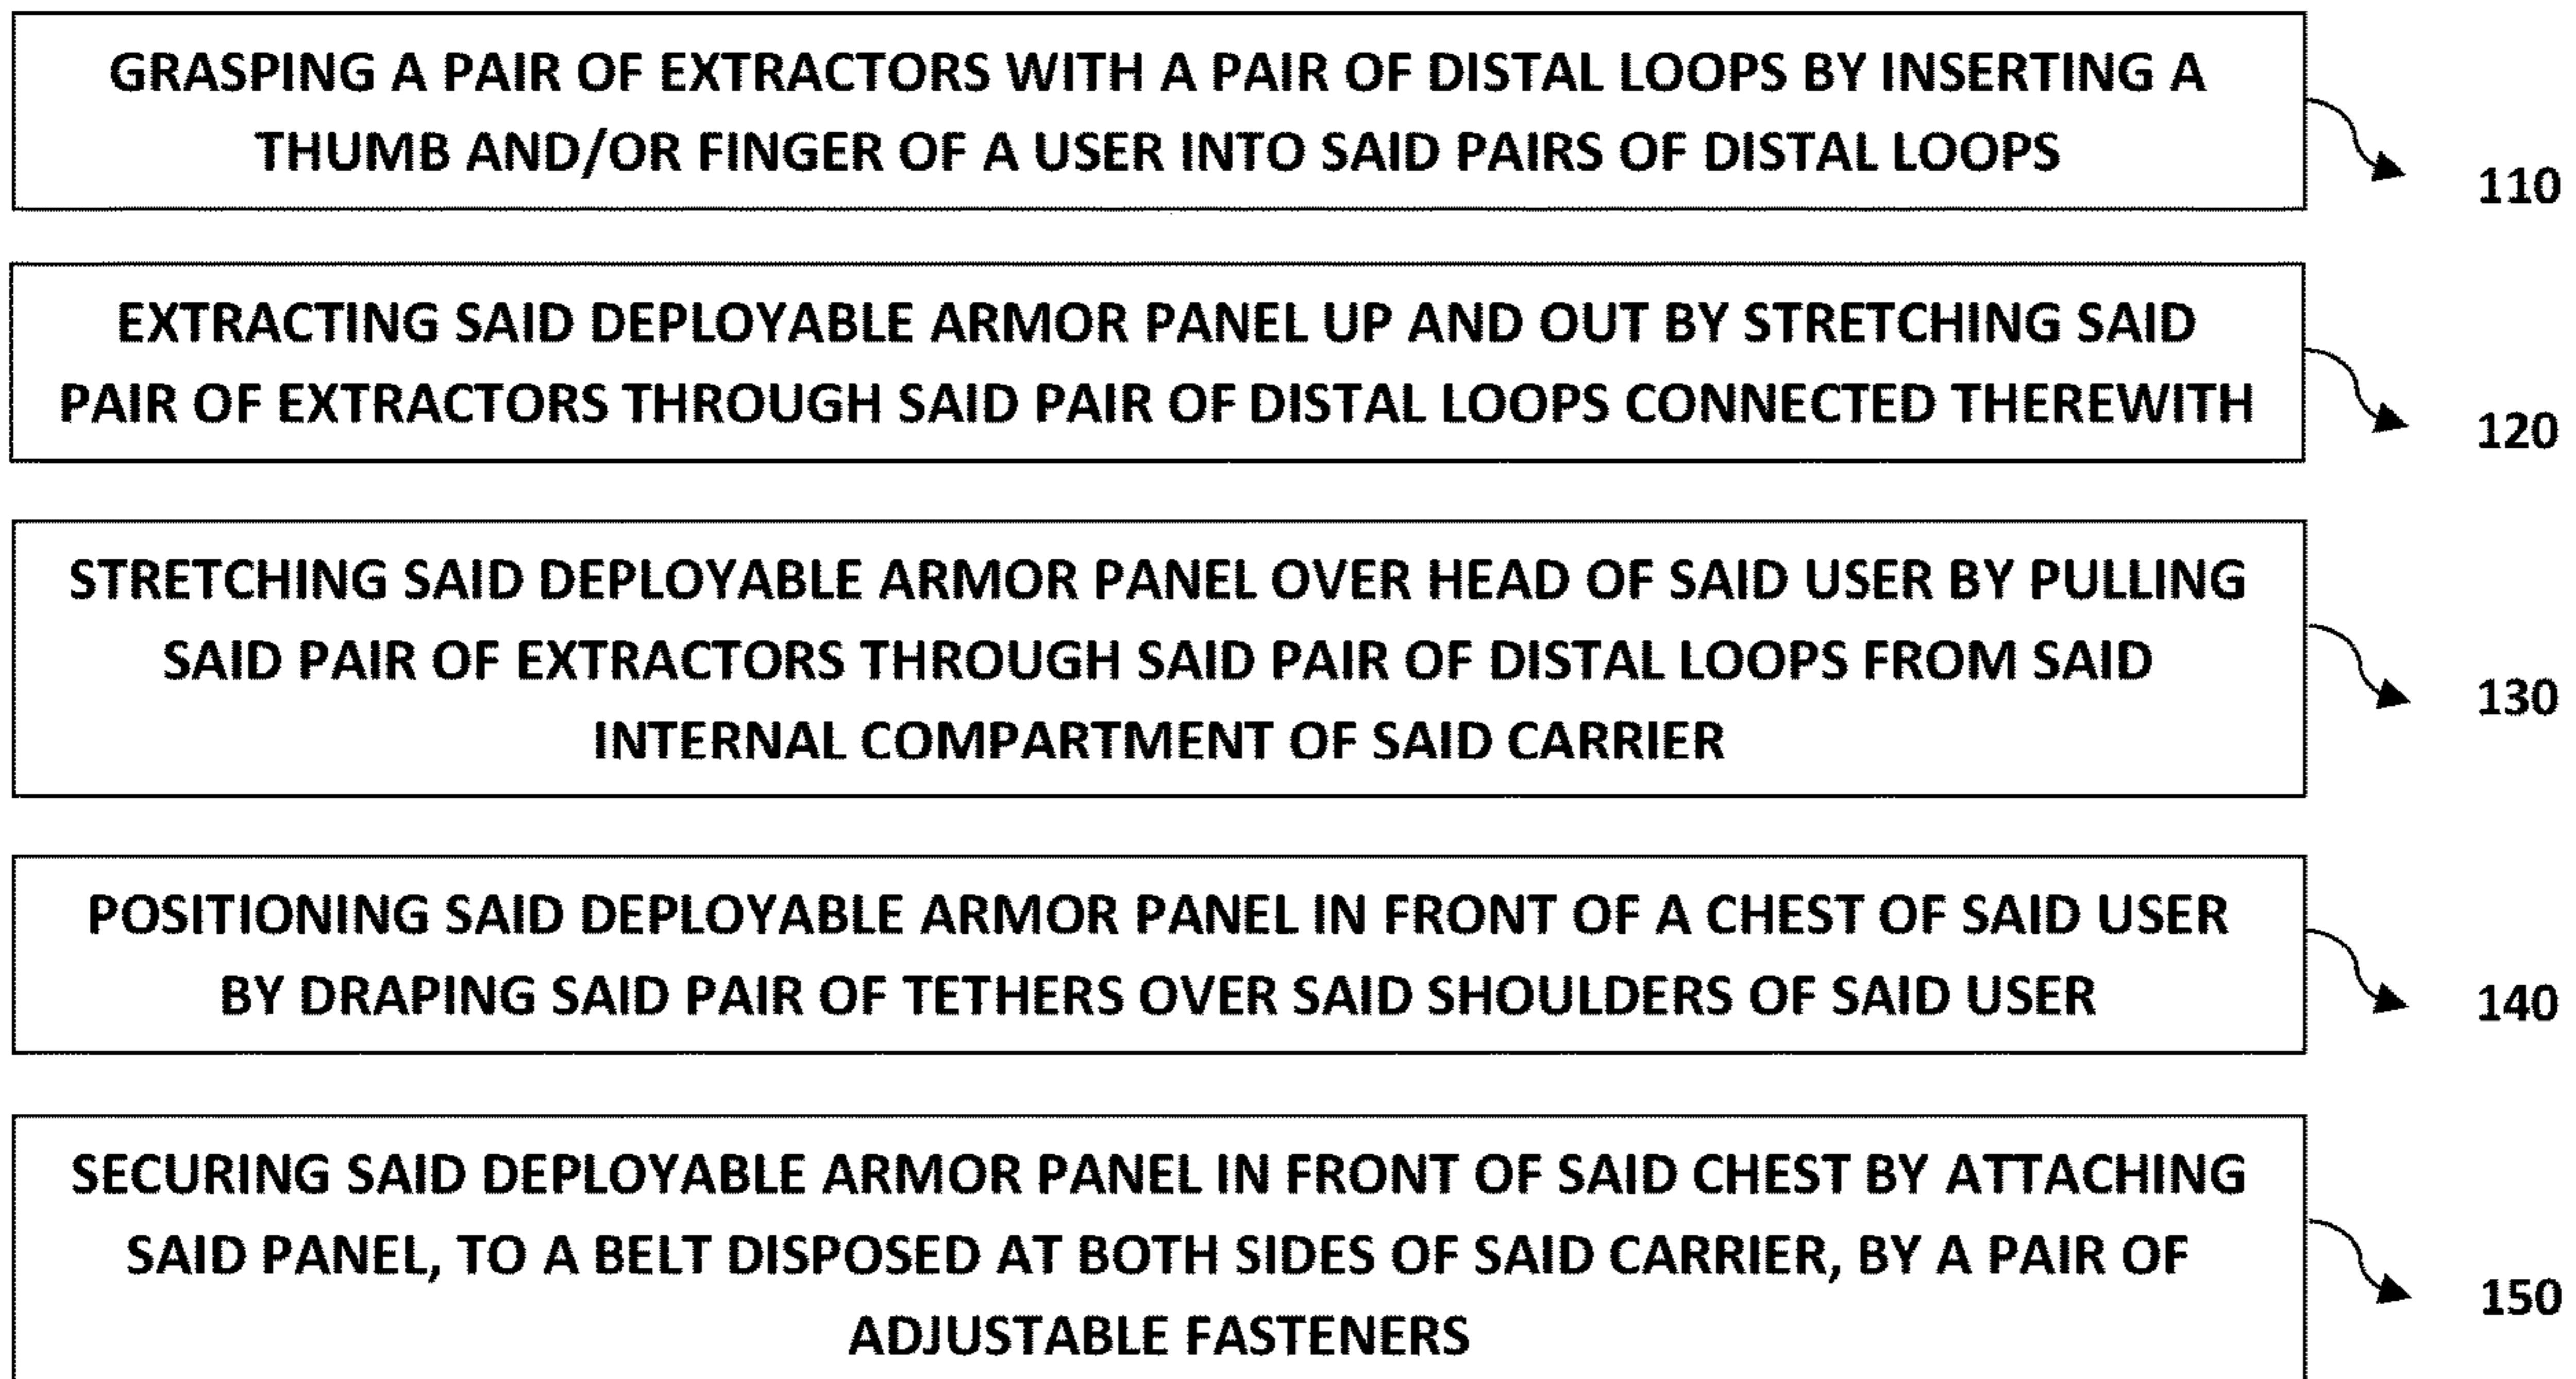 GRASPING A PAIR OF EXTRACTORS WITH A PAIR OF DISTAL LOOPS BY INSERTING A
THUMB AND/OR FINGER OF A USER INTO SAID PAIRS OF DISTAL LOOPS
110
EXTRACTING SAID DEPLOYABLE ARMOR PANEL UP AND OUT BY STRETCHING SAID
PAIR OF EXTRACTORS THROUGH SAID PAIR OF DISTAL LOOPS CONNECTED THEREWITH
120
STRETCHING SAID DEPLOYABLE ARMOR PANEL OVER HEAD OF SAID USER BY PULLING
SAID PAIR OF EXTRACTORS THROUGH SAID PAIR OF DISTAL LOOPS FROM SAID
INTERNAL COMPARTMENT OF SAID CARRIER
130
POSITIONING SAID DEPLOYABLE ARMOR PANEL IN FRONT OF A CHEST OF SAID USER
BY DRAPING SAID PAIR OF TETHERS OVER SAID SHOULDERS OF SAID USER
140
SECURING SAID DEPLOYABLE ARMOR PANEL IN FRONT OF SAID CHEST BY ATTACHING
SAID PANEL, TO A BELT DISPOSED AT BOTH SIDES OF SAID CARRIER, BY A PAIR OF
ADJUSTABLE FASTENERS
150